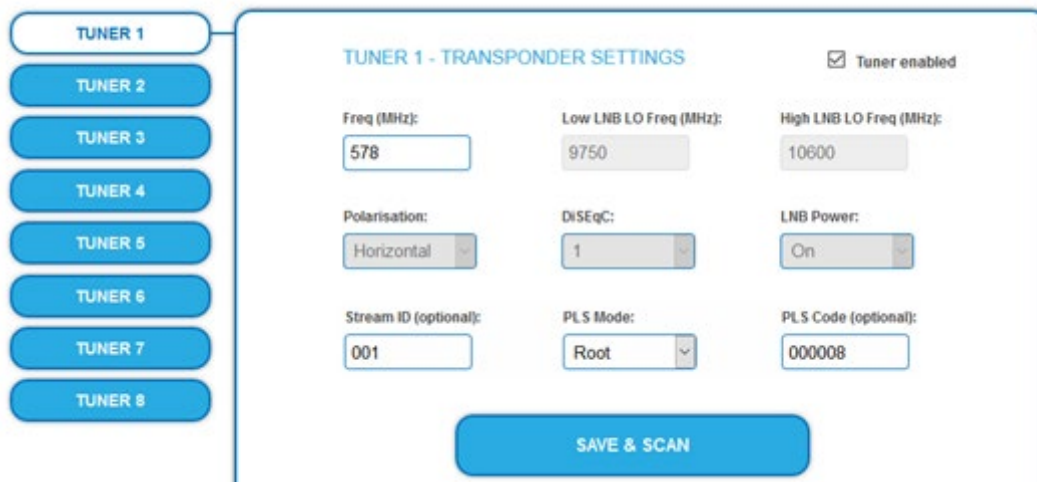 TUNER 1
TUNER 2
TUNER 3
TUNER 4
TUNER 5
TUNER 6
TUNER 7
TUNER 8
TUNER 1 - TRANSPONDER SETTINGS
Tuner enabled
Freq (MHz): Low LNB LO Freq (MHz): High LNB LO Freq (MHz):
578 9750 10600
Polarisation: DiSEqC: LNB Power:
Horizontal 1 On
Stream ID (optional): PLS Mode: PLS Code (optional):
001 Root 000008
SAVE & SCAN